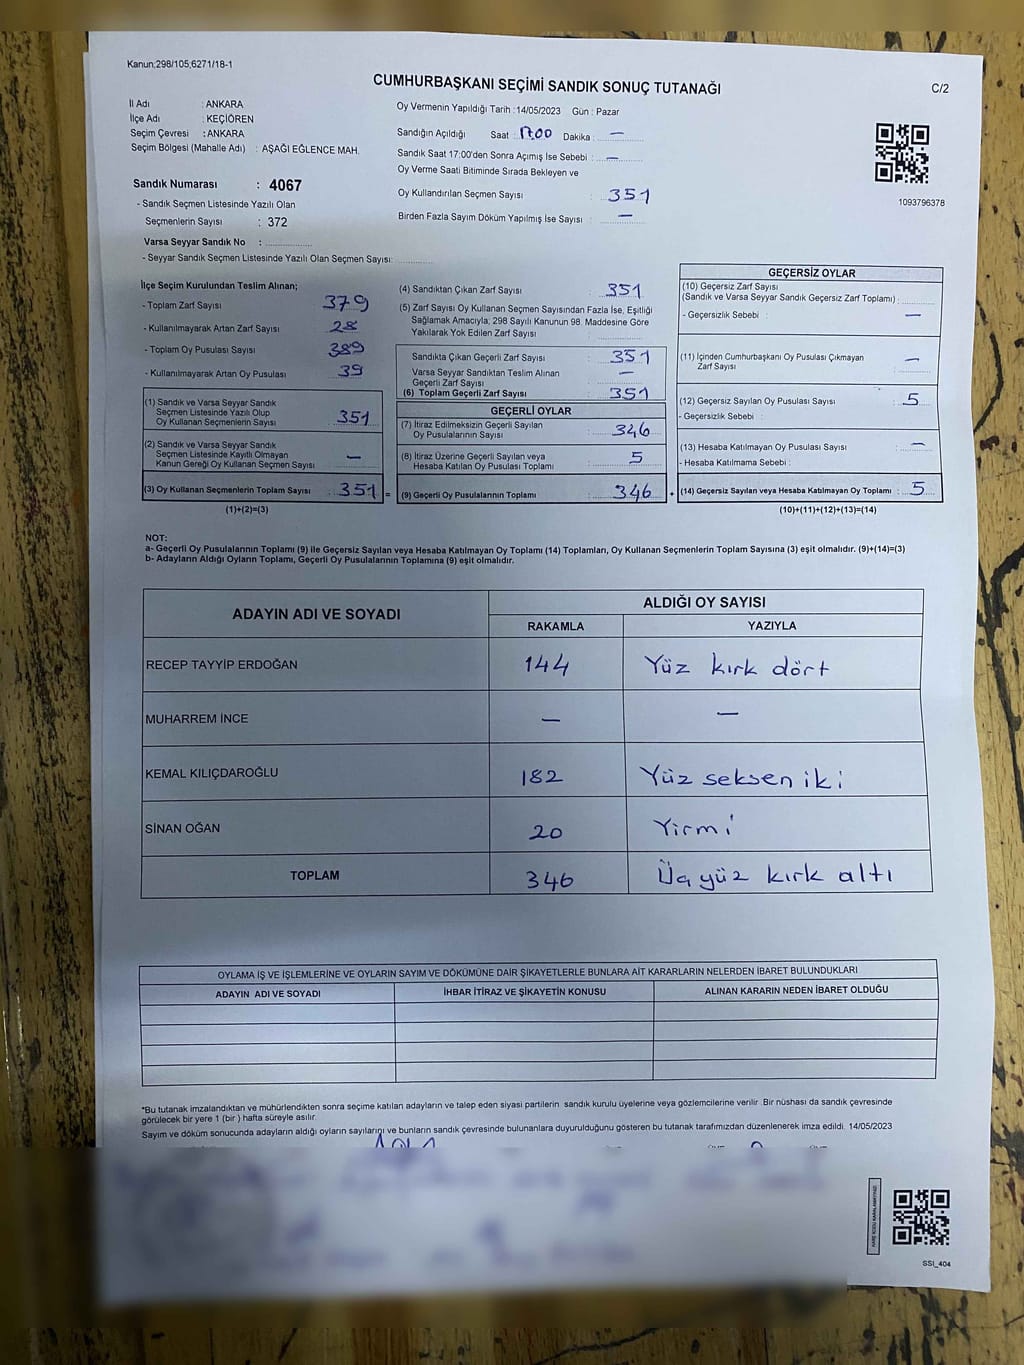 Kanun;298/105,6271/18-1
CUMHURBAŞKANI SEÇİMİ SANDIK SONUÇ TUTANAĞI
C/2
İl Adı : ANKARA
İlçe Adı : KEÇİÖREN
Seçim Çevresi : ANKARA
Seçim Bölgesi (Mahalle Adı) : AŞAĞI EĞLENCE MAH.
Sandık Numarası : 4067
- Sandık Seçmen Listesinde Yazılı Olan
Seçmenlerin Sayısı : 372
Varsa Seyyar Sandık No :
- Seyyar Sandık Seçmen Listesinde Yazılı Olan Seçmen Sayısı:
Oy Vermenin Yapıldığı Tarih :14/05/2023 Gün : Pazar
Sandığın Açıldığı Saat : 17.00 Dakika : —
Sandık Saat 17:00'den Sonra Açımış İse Sebebi : —
Oy Verme Saati Bitiminde Sırada Bekleyen ve
Oy Kullandırılan Seçmen Sayısı : 351
Birden Fazla Sayım Döküm Yapılmış İse Sayısı : —
1093796378
İlçe Seçim Kurulundan Teslim Alınan;
- Toplam Zarf Sayısı 379
- Kullanılmayarak Artan Zarf Sayısı 28
- Toplam Oy Pusulası Sayısı 389
- Kullanılmayarak Artan Oy Pusulası 39
(1) Sandık ve Varsa Seyyar Sandık
Seçmen Listesinde Yazılı Olup
Oy Kullanan Seçmenlerin Sayısı 351
(2) Sandık ve Varsa Seyyar Sandık
Seçmen Listesinde Kayıtlı Olmayan
Kanun Gereği Oy Kullanan Seçmen Sayısı —
(3) Oy Kullanan Seçmenlerin Toplam Sayısı : 351 =
(1)+(2)=(3)
(4) Sandıktan Çıkan Zarf Sayısı : 351
(5) Zarf Sayısı Oy Kullanan Seçmen Sayısından Fazla İse, Eşitliği
Sağlamak Amacıyla, 298 Sayılı Kanunun 98. Maddesine Göre
Yakılarak Yok Edilen Zarf Sayısı :
Sandıkta Çıkan Geçerli Zarf Sayısı : 351
Varsa Seyyar Sandıktan Teslim Alınan —
Geçerli Zarf Sayısı
(6) Toplam Geçerli Zarf Sayısı : 351
GEÇERLİ OYLAR
(7) İtiraz Edilmeksizin Geçerli Sayılan
Oy Pusulalarının Sayısı : 346
(8) İtiraz Üzerine Geçerli Sayılan veya
Hesaba Katılan Oy Pusulası Toplamı : 5
(9) Geçerli Oy Pusulalarının Toplamı : 346 +
GEÇERSİZ OYLAR
(10) Geçersiz Zarf Sayısı
(Sandık ve Varsa Seyyar Sandık Geçersiz Zarf Toplamı) :
- Geçersizlik Sebebi : —
(11) İçinden Cumhurbaşkanı Oy Pusulası Çıkmayan
Zarf Sayısı : —
(12) Geçersiz Sayılan Oy Pusulası Sayısı : 5
- Geçersizlik Sebebi :
(13) Hesaba Katılmayan Oy Pusulası Sayısı : —
- Hesaba Katılmama Sebebi :
(14) Geçersiz Sayılan veya Hesaba Katılmayan Oy Toplamı : 5
(10)+(11)+(12)+(13)=(14)
NOT:
a- Geçerli Oy Pusulalarının Toplamı (9) ile Geçersiz Sayılan veya Hesaba Katılmayan Oy Toplamı (14) Toplamları, Oy Kullanan Seçmenlerin Toplam Sayısına (3) eşit olmalıdır. (9)+(14)=(3)
b- Adayların Aldığı Oyların Toplamı, Geçerli Oy Pusulalarının Toplamına (9) eşit olmalıdır.
ADAYIN ADI VE SOYADI
ALDIĞI OY SAYISI
RAKAMLA YAZIYLA
RECEP TAYYİP ERDOĞAN 144 Yüz kırk dört
MUHARREM İNCE — —
KEMAL KILIÇDAROĞLU 182 Yüz seksen iki
SİNAN OĞAN 20 Yirmi
TOPLAM 346 Üçyüz kırk altı
OYLAMA İŞ VE İŞLEMLERİNE VE OYLARIN SAYIM VE DÖKÜMÜNE DAİR ŞİKAYETLERLE BUNLARA AİT KARARLARIN NELERDEN İBARET BULUNDUKLARI
ADAYIN ADI VE SOYADI İHBAR İTİRAZ VE ŞİKAYETİN KONUSU ALINAN KARARIN NEDEN İBARET OLDUĞU
*Bu tutanak imzalandıktan ve mühürlendikten sonra seçime katılan adayların ve talep eden siyasi partilerin sandık kurulu üyelerine veya gözlemcilerine verilir. Bir nüshası da sandık çevresinde
görülecek bir yere 1 (bir ) hafta süreyle asılır.
Sayım ve döküm sonucunda adayların aldığı oyların sayılarını ve bunların sandık çevresinde bulunanlara duyurulduğunu gösteren bu tutanak tarafımızdan düzenlenerek imza edildi. 14/05/2023
SSI_404